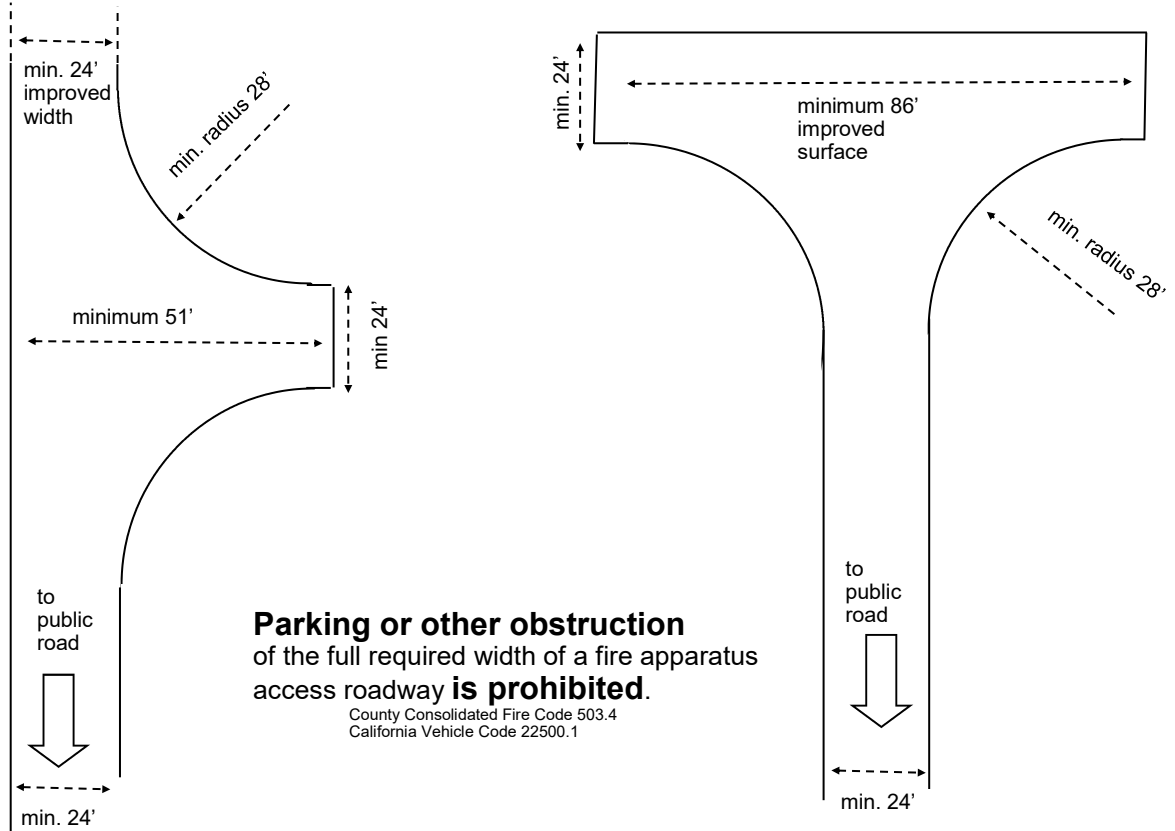 min. 24’
improved
width
min. radius 28’
minimum 51’
min 24’
to
public
road
min. 24’
min. 24’
minimum 86’
improved
surface
min. radius 28’
to
public
road
min. 24’
Parking or other obstruction
of the full required width of a fire apparatus
access roadway is prohibited.
County Consolidated Fire Code 503.4
California Vehicle Code 22500.1